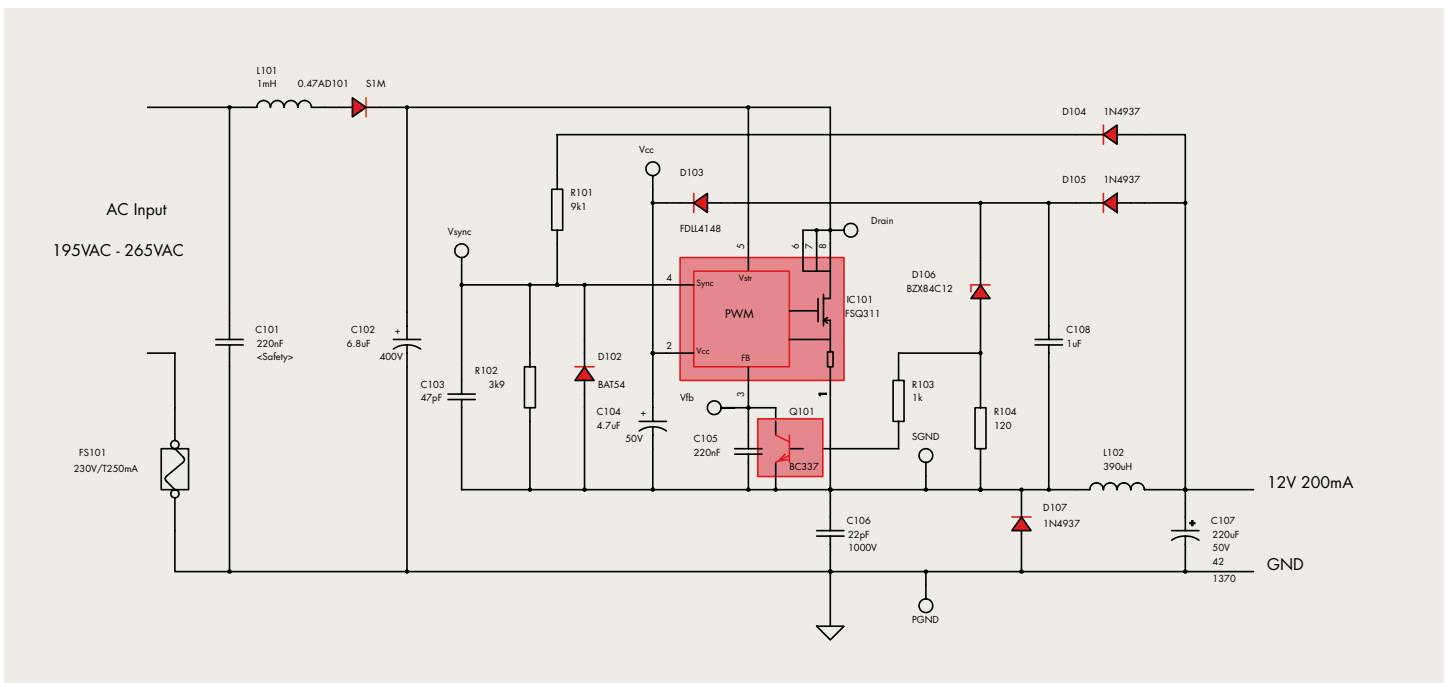 L101
1mH
0.47AD101
S1M
D104
1N4937
Vcc
D103
D105
1N4937
R101
9k1
AC Input
195VAC - 265VAC
FDLL4148
Drain
Vsync
5
6
7
8
4
Sync
Vstr
D106
BZX84C12
IC101
FSQ311
PWM
C101
220nF
<Safety>
C102
6.8uF
+
400V
C108
1uF
2
Vcc
FB
D102
BAT54
R102
3k9
C103
47pF
R103
1k
Vfb
3
1
C104
4.7uF
+
50V
Q101
BC337
C105
220nF
R104
120
SGND
FS101
230V/T250mA
L102
390uH
12V 200mA
D107
1N4937
C106
22pF
1000V
+
C107
220uF
50V
42
1370
GND
PGND